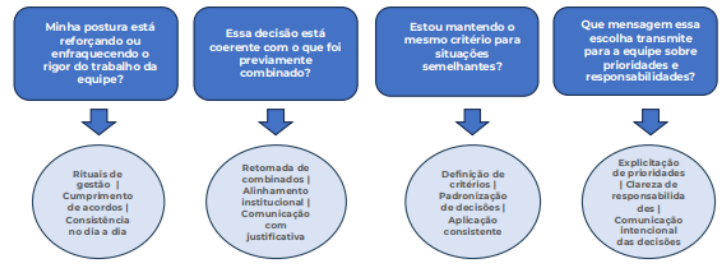 Minha postura está
reforçando ou
enfraquecendo o
rigor do trabalho da
equipe?
Essa decisão está
coerente com o que foi
previamente
combinado?
Estou mantendo o
mesmo critério para
situações
semelhantes?
Que mensagem essa
escolha transmite
para a equipe sobre
prioridades e
responsabilidades?
Rituais de
gestão |
Cumprimento
de acordos |
Consistência
no dia a dia
Retomada de
combinados |
Alinhamento
institucional |
Comunicação
com
justificativa
Definição de
critérios |
Padronização
de decisões |
Aplicação
consistente
Explicitação
de prioridades
| Clareza de
responsabilida
des |
Comunicação
intencional
das decisões